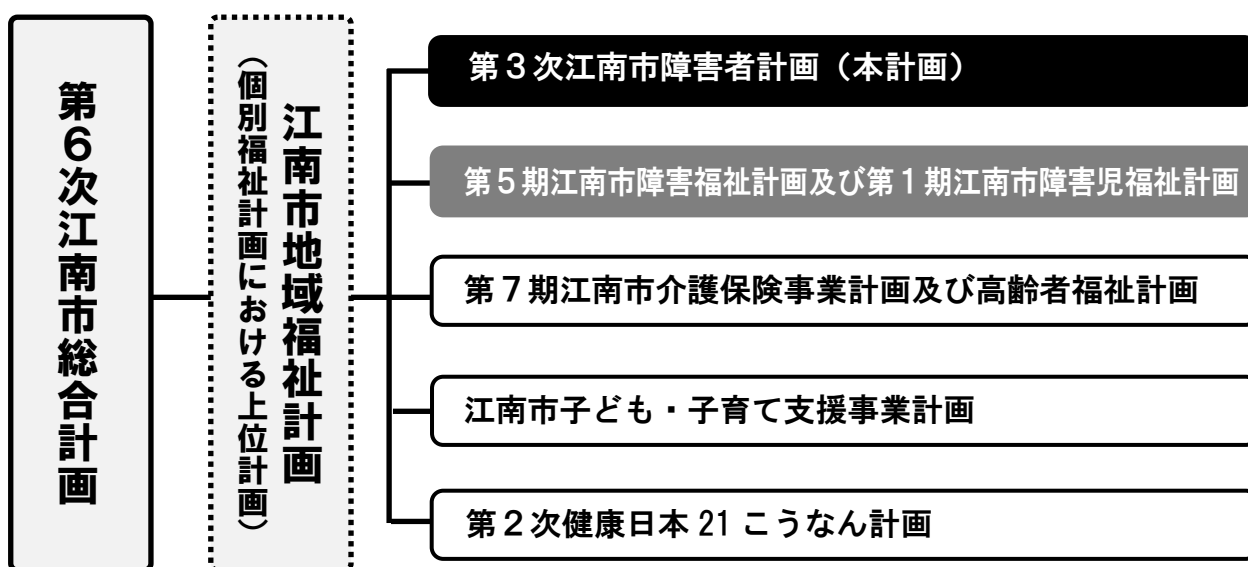 第６次江南市総合計画
江南市地域福祉計画
（個別福祉計画における上位計画）
第３次江南市障害者計画（本計画）
第５期江南市障害福祉計画及び第１期江南市障害児福祉計画
第７期江南市介護保険事業計画及び高齢者福祉計画
江南市子ども・子育て支援事業計画
第２次健康日本 21 こうなん計画